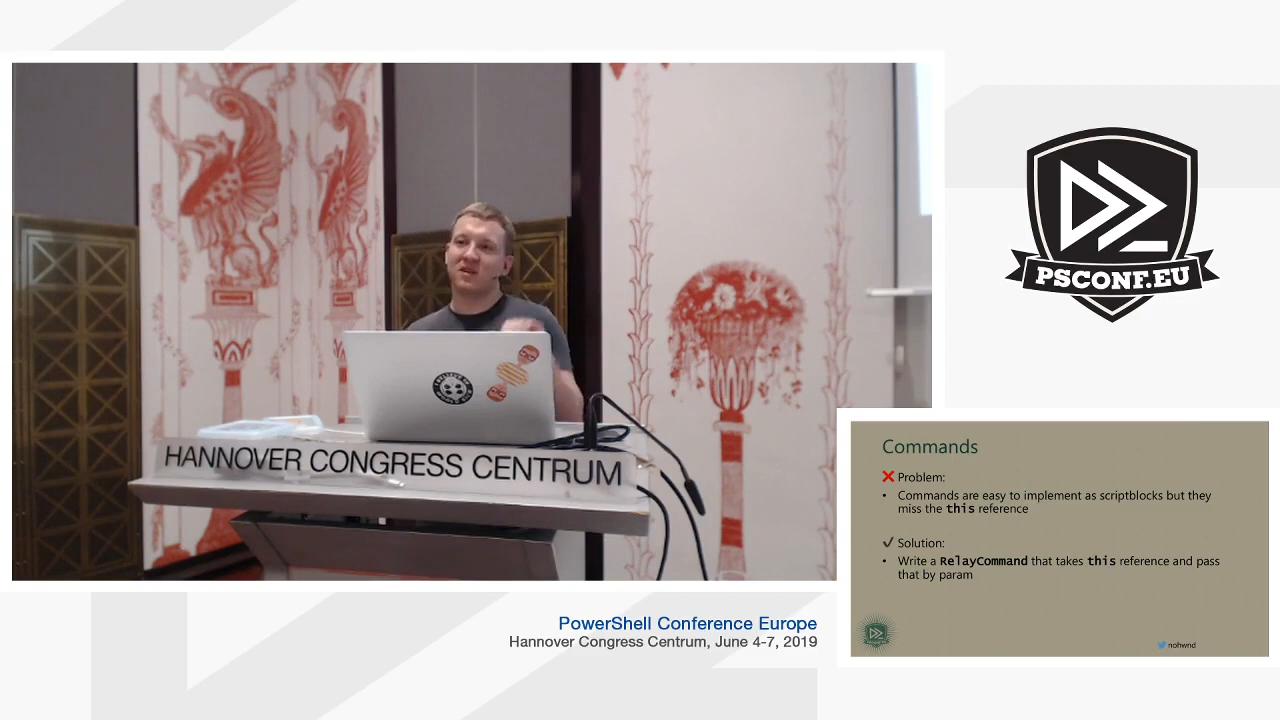 PSCONF.EU
HANNOVER CONGRESS CENTRUM
Commands
❌ Problem:
• Commands are easy to implement as scriptblocks but they
miss the this reference
✓ Solution:
• Write a RelayCommand that takes this reference and pass
that by param
nohwnd
PowerShell Conference Europe
Hannover Congress Centrum, June 4-7, 2019